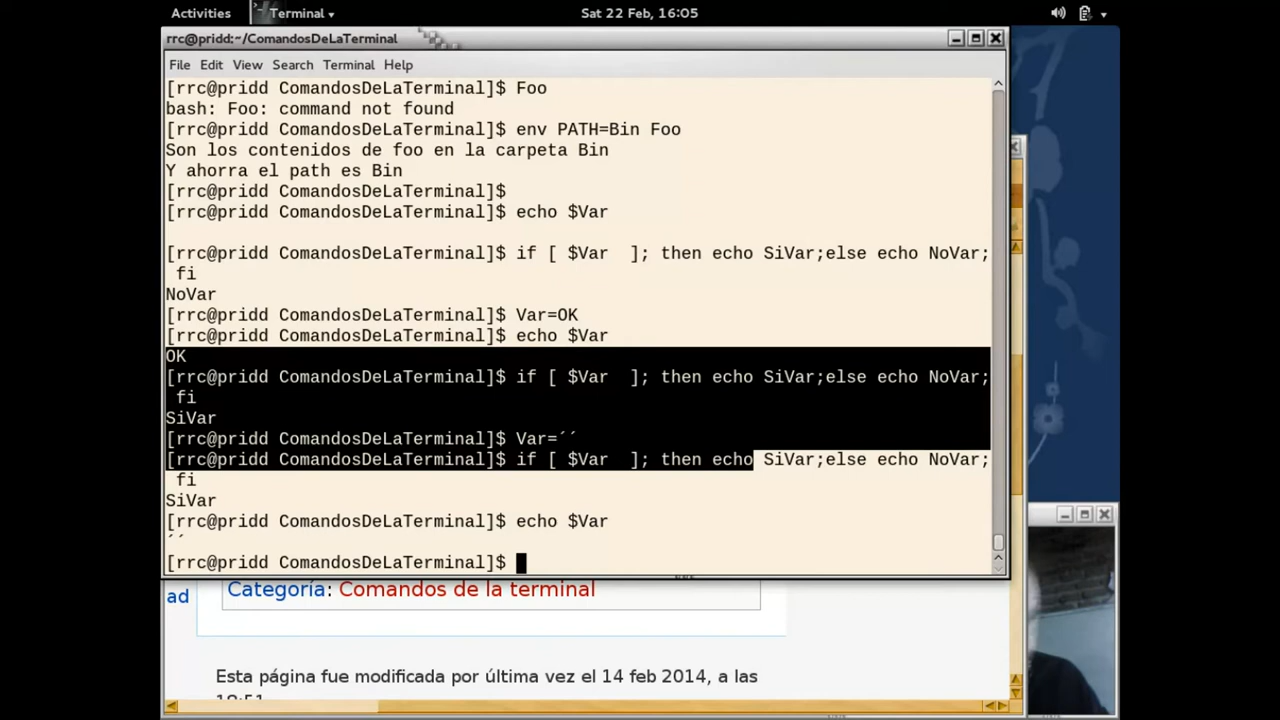 Activities
Terminal
Sat 22 Feb, 16:05
rrc@pridd:~/ComandosDeLaTerminal
File Edit View Search Terminal Help
[rrc@pridd ComandosDeLaTerminal]$ Foo
bash: Foo: command not found
[rrc@pridd ComandosDeLaTerminal]$ env PATH=Bin Foo
Son los contenidos de foo en la carpeta Bin
Y ahorra el path es Bin
[rrc@pridd ComandosDeLaTerminal]$
[rrc@pridd ComandosDeLaTerminal]$ echo $Var
[rrc@pridd ComandosDeLaTerminal]$ if [ $Var  ]; then echo SiVar;else echo NoVar;
fi
NoVar
[rrc@pridd ComandosDeLaTerminal]$ Var=OK
[rrc@pridd ComandosDeLaTerminal]$ echo $Var
OK
[rrc@pridd ComandosDeLaTerminal]$ if [ $Var  ]; then echo SiVar;else echo NoVar;
fi
SiVar
[rrc@pridd ComandosDeLaTerminal]$ Var=´´
[rrc@pridd ComandosDeLaTerminal]$ if [ $Var  ]; then echo SiVar;else echo NoVar;
fi
SiVar
[rrc@pridd ComandosDeLaTerminal]$ echo $Var
´´
[rrc@pridd ComandosDeLaTerminal]$
ad
Categoría: Comandos de la terminal
Esta página fue modificada por última vez el 14 feb 2014, a las